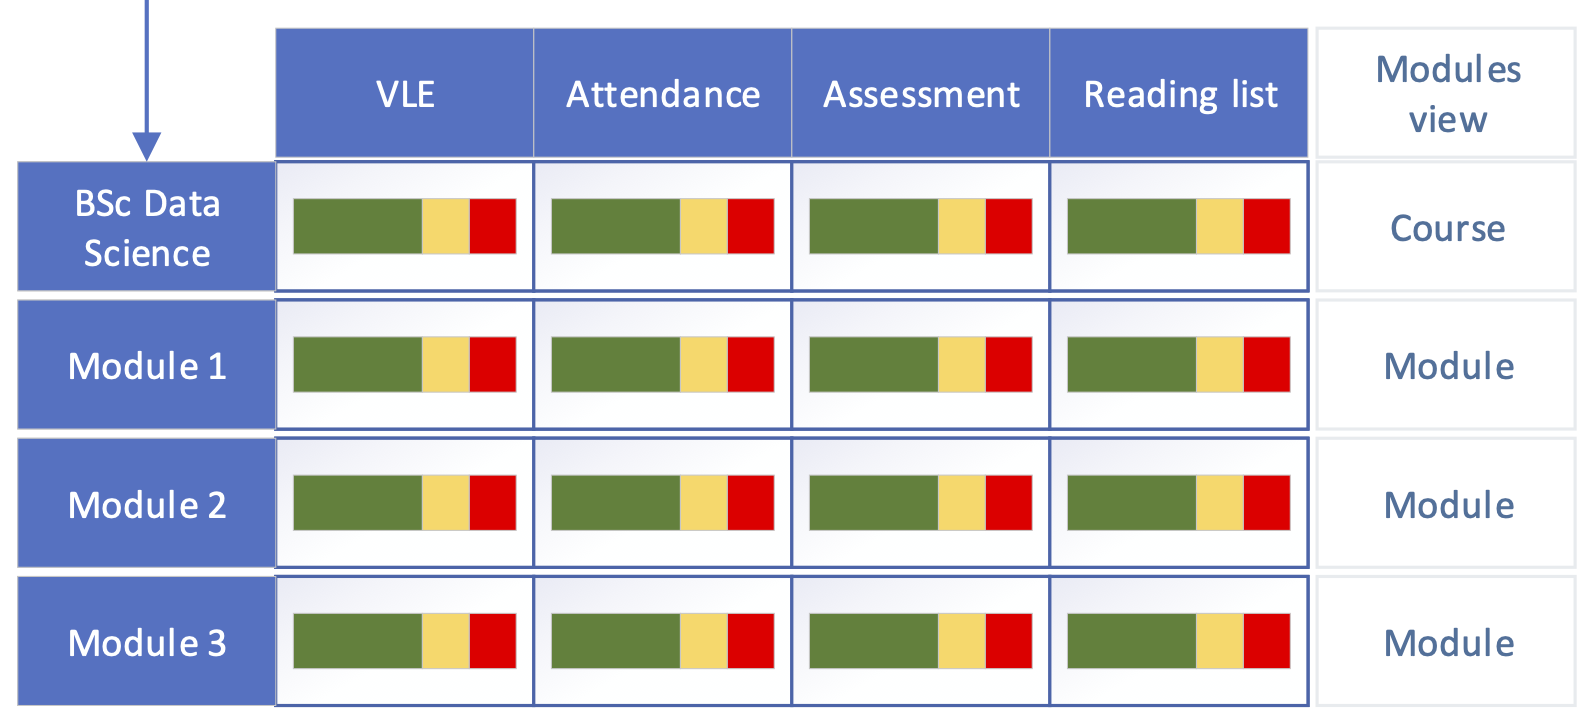 VLE
Attendance
Assessment
Reading list
Modules
view
BSc Data
Science
Course
Module 1
Module
Module 2
Module
Module 3
Module